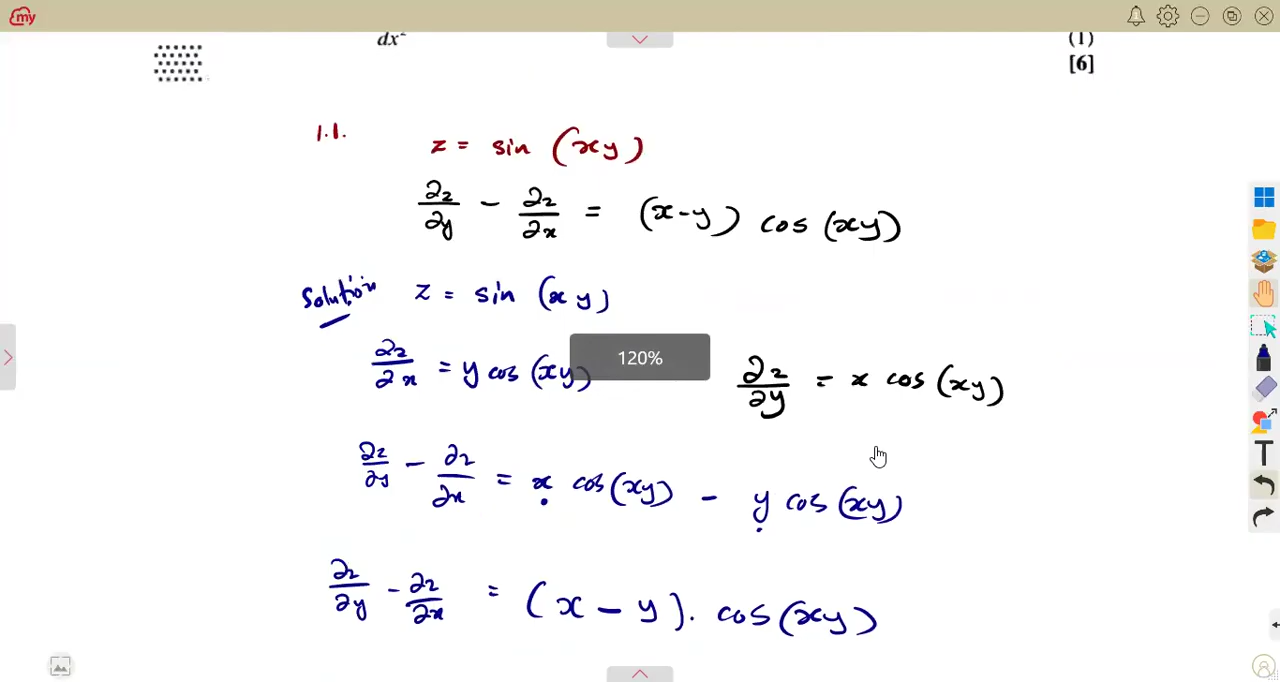 my
dx²
(1)
[6]
1.1. z = sin (xy)
∂z/∂y - ∂z/∂x = (x-y) cos (xy)
Solution z = sin (xy)
∂z/∂x = y cos (xy) ∂z/∂y = x cos (xy)
120%
∂z/∂y - ∂z/∂x = x cos (xy) - y cos (xy)
∂z/∂y - ∂z/∂x = (x - y). cos (xy)